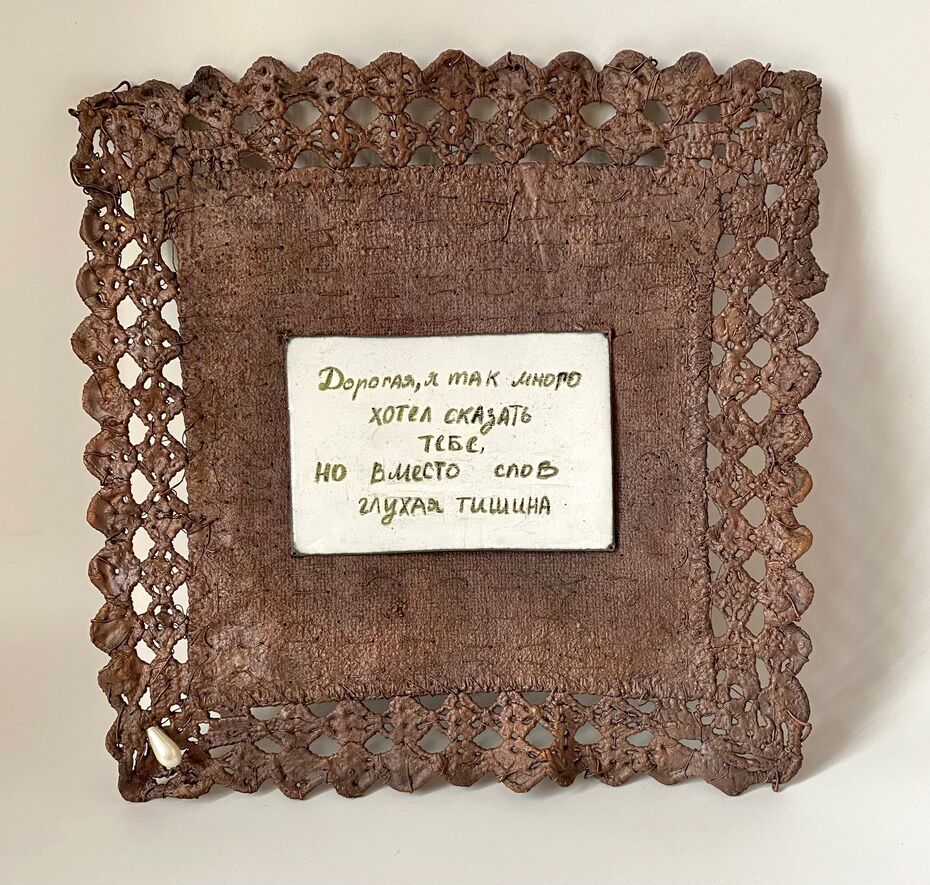 Дорогая, я так много
хотел сказать
тебе,
но вместо слов
глухая тишина